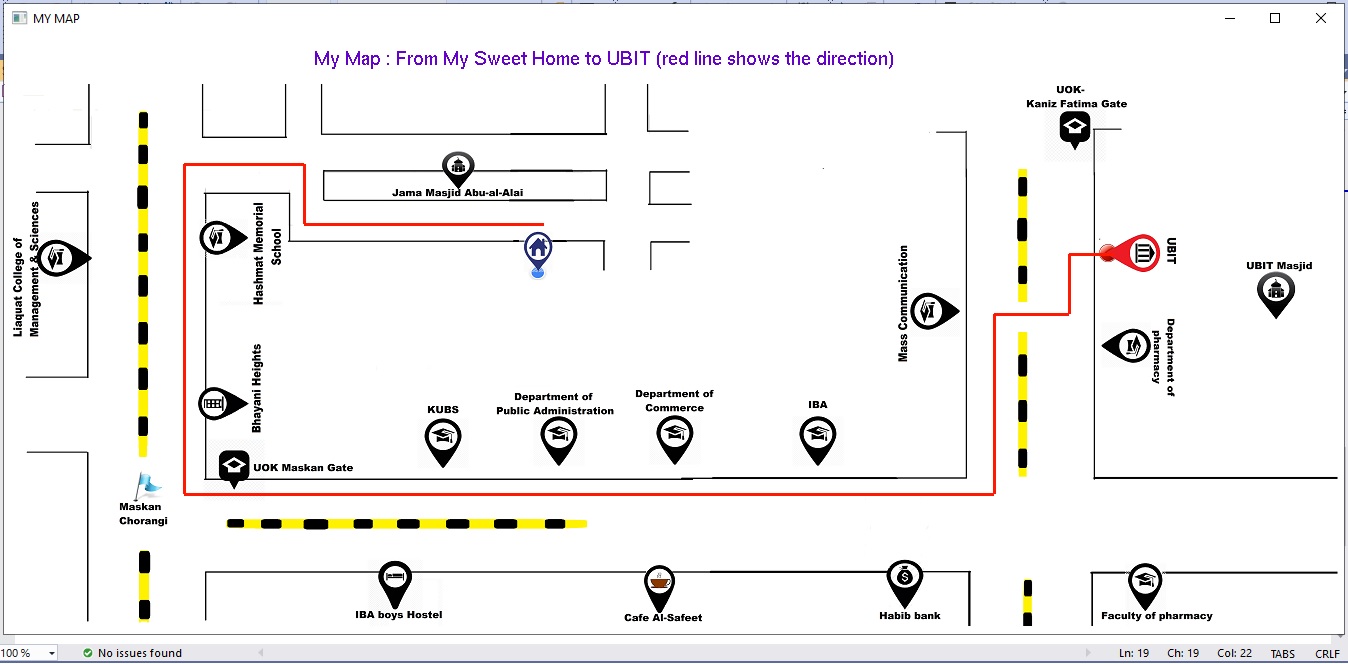 MY MAP
My Map : From My Sweet Home to UBIT (red line shows the direction)
UOK-
Kaniz Fatima Gate
Jama Masjid Abu-al-Alai
Liaquat College of
Management & Sciences
Hashmat Memorial
School
Mass Communication
UBIT
UBIT Masjid
Department of
pharmacy
Bhayani Heights
KUBS
Department of
Public Administration
Department of
Commerce
IBA
UOK Maskan Gate
Maskan
Chorangi
IBA boys Hostel
Cafe Al-Safeet
Habib bank
Faculty of pharmacy
100 %
No issues found
Ln: 19
Ch: 19
Col: 22
TABS
CRLF